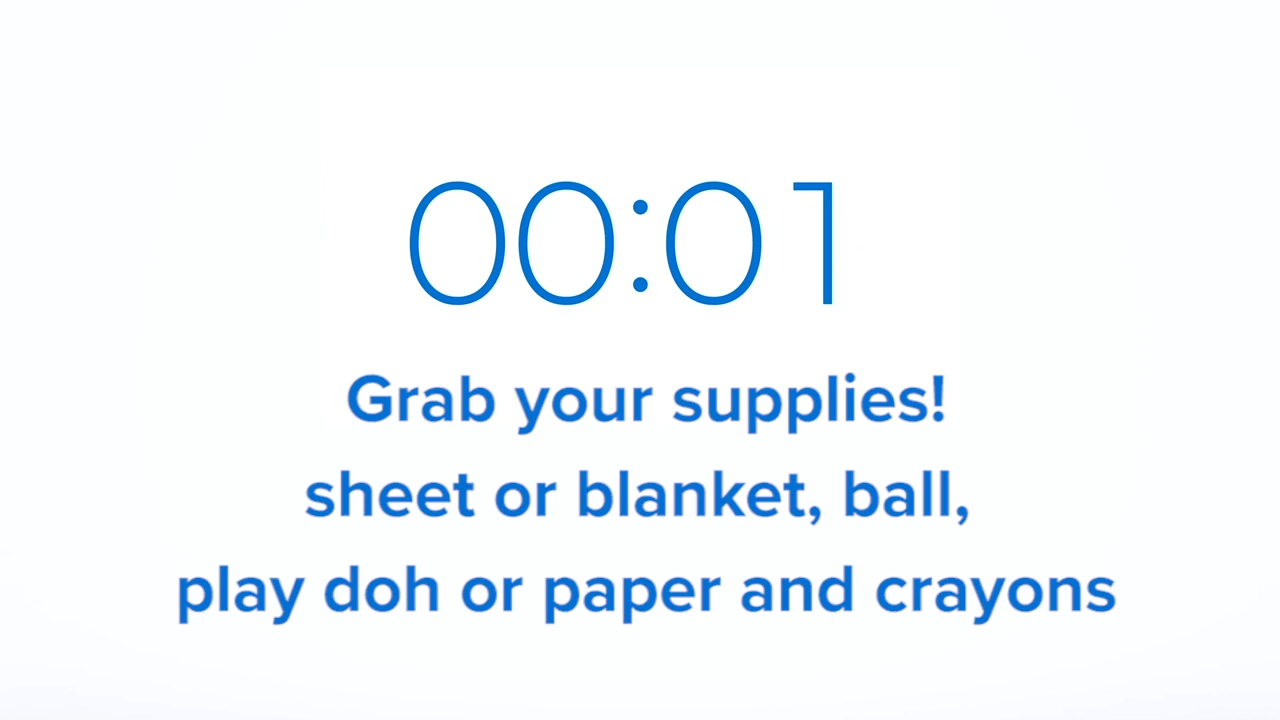 00:01
Grab your supplies!
sheet or blanket, ball,
play doh or paper and crayons